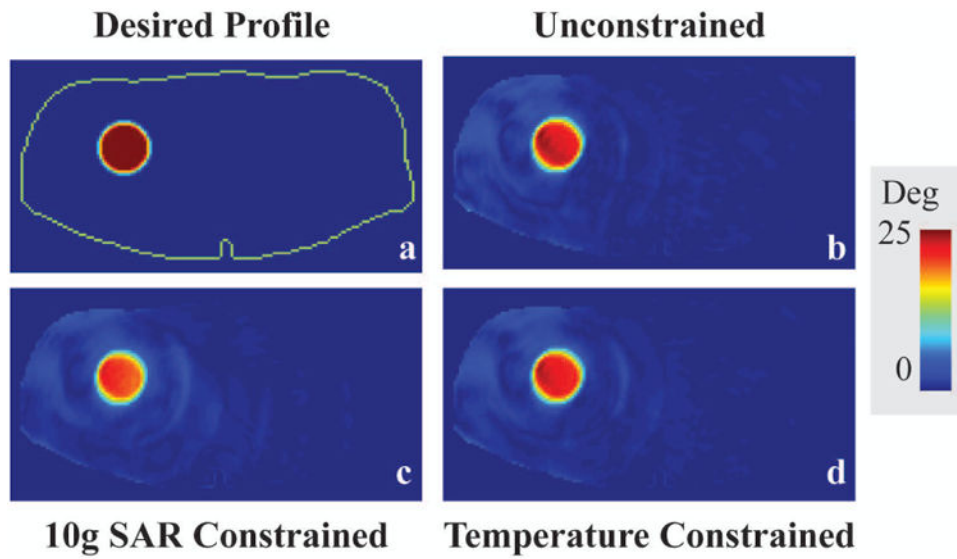 Desired Profile
Unconstrained
a
b
Deg
25
0
c
d
10g SAR Constrained
Temperature Constrained